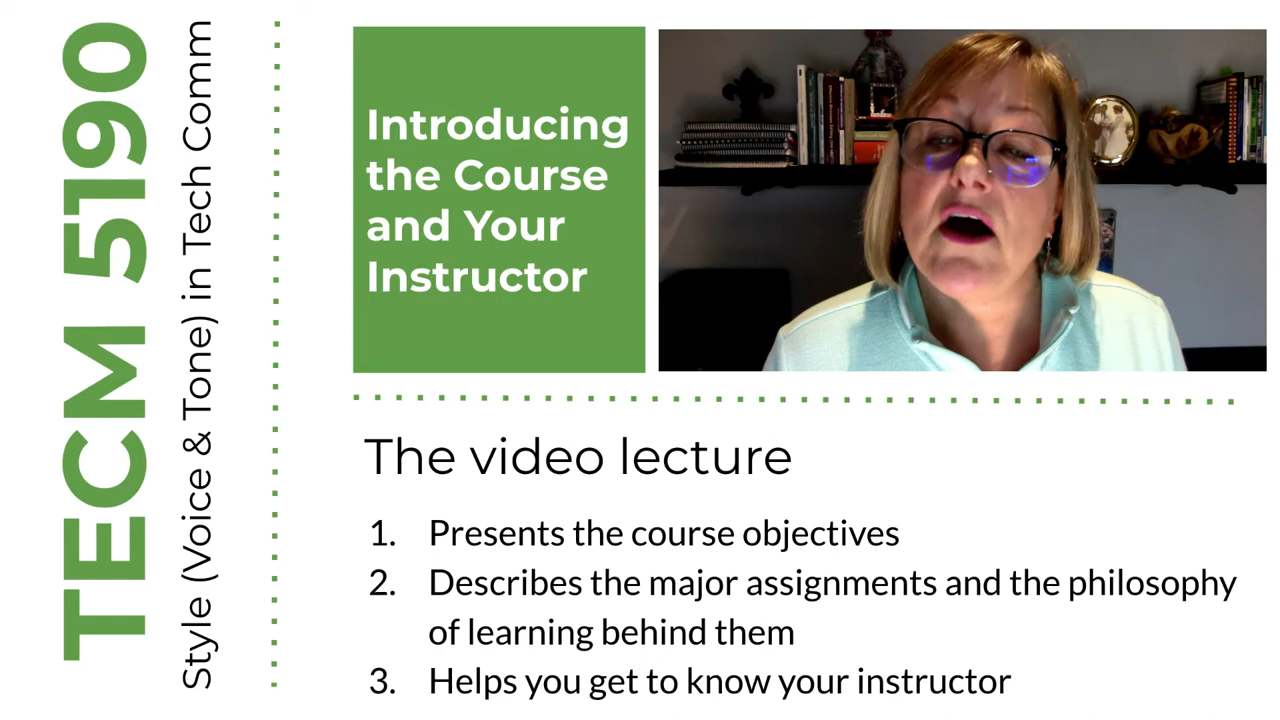 TECM 5190
Style (Voice & Tone) in Tech Comm
Introducing
the Course
and Your
Instructor
The video lecture
1. Presents the course objectives
2. Describes the major assignments and the philosophy
of learning behind them
3. Helps you get to know your instructor